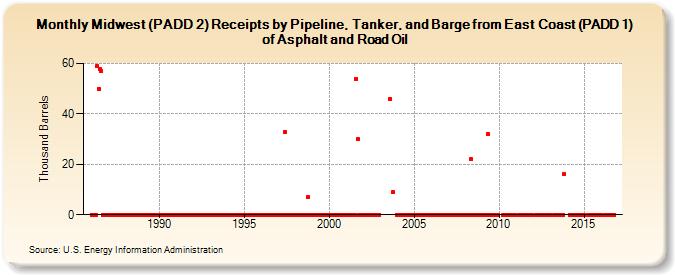 Monthly Midwest (PADD 2) Receipts by Pipeline, Tanker, and Barge from East Coast (PADD 1)
of Asphalt and Road Oil
Thousand Barrels
60
40
20
0
1990 1995 2000 2005 2010 2015
Source: U.S. Energy Information Administration